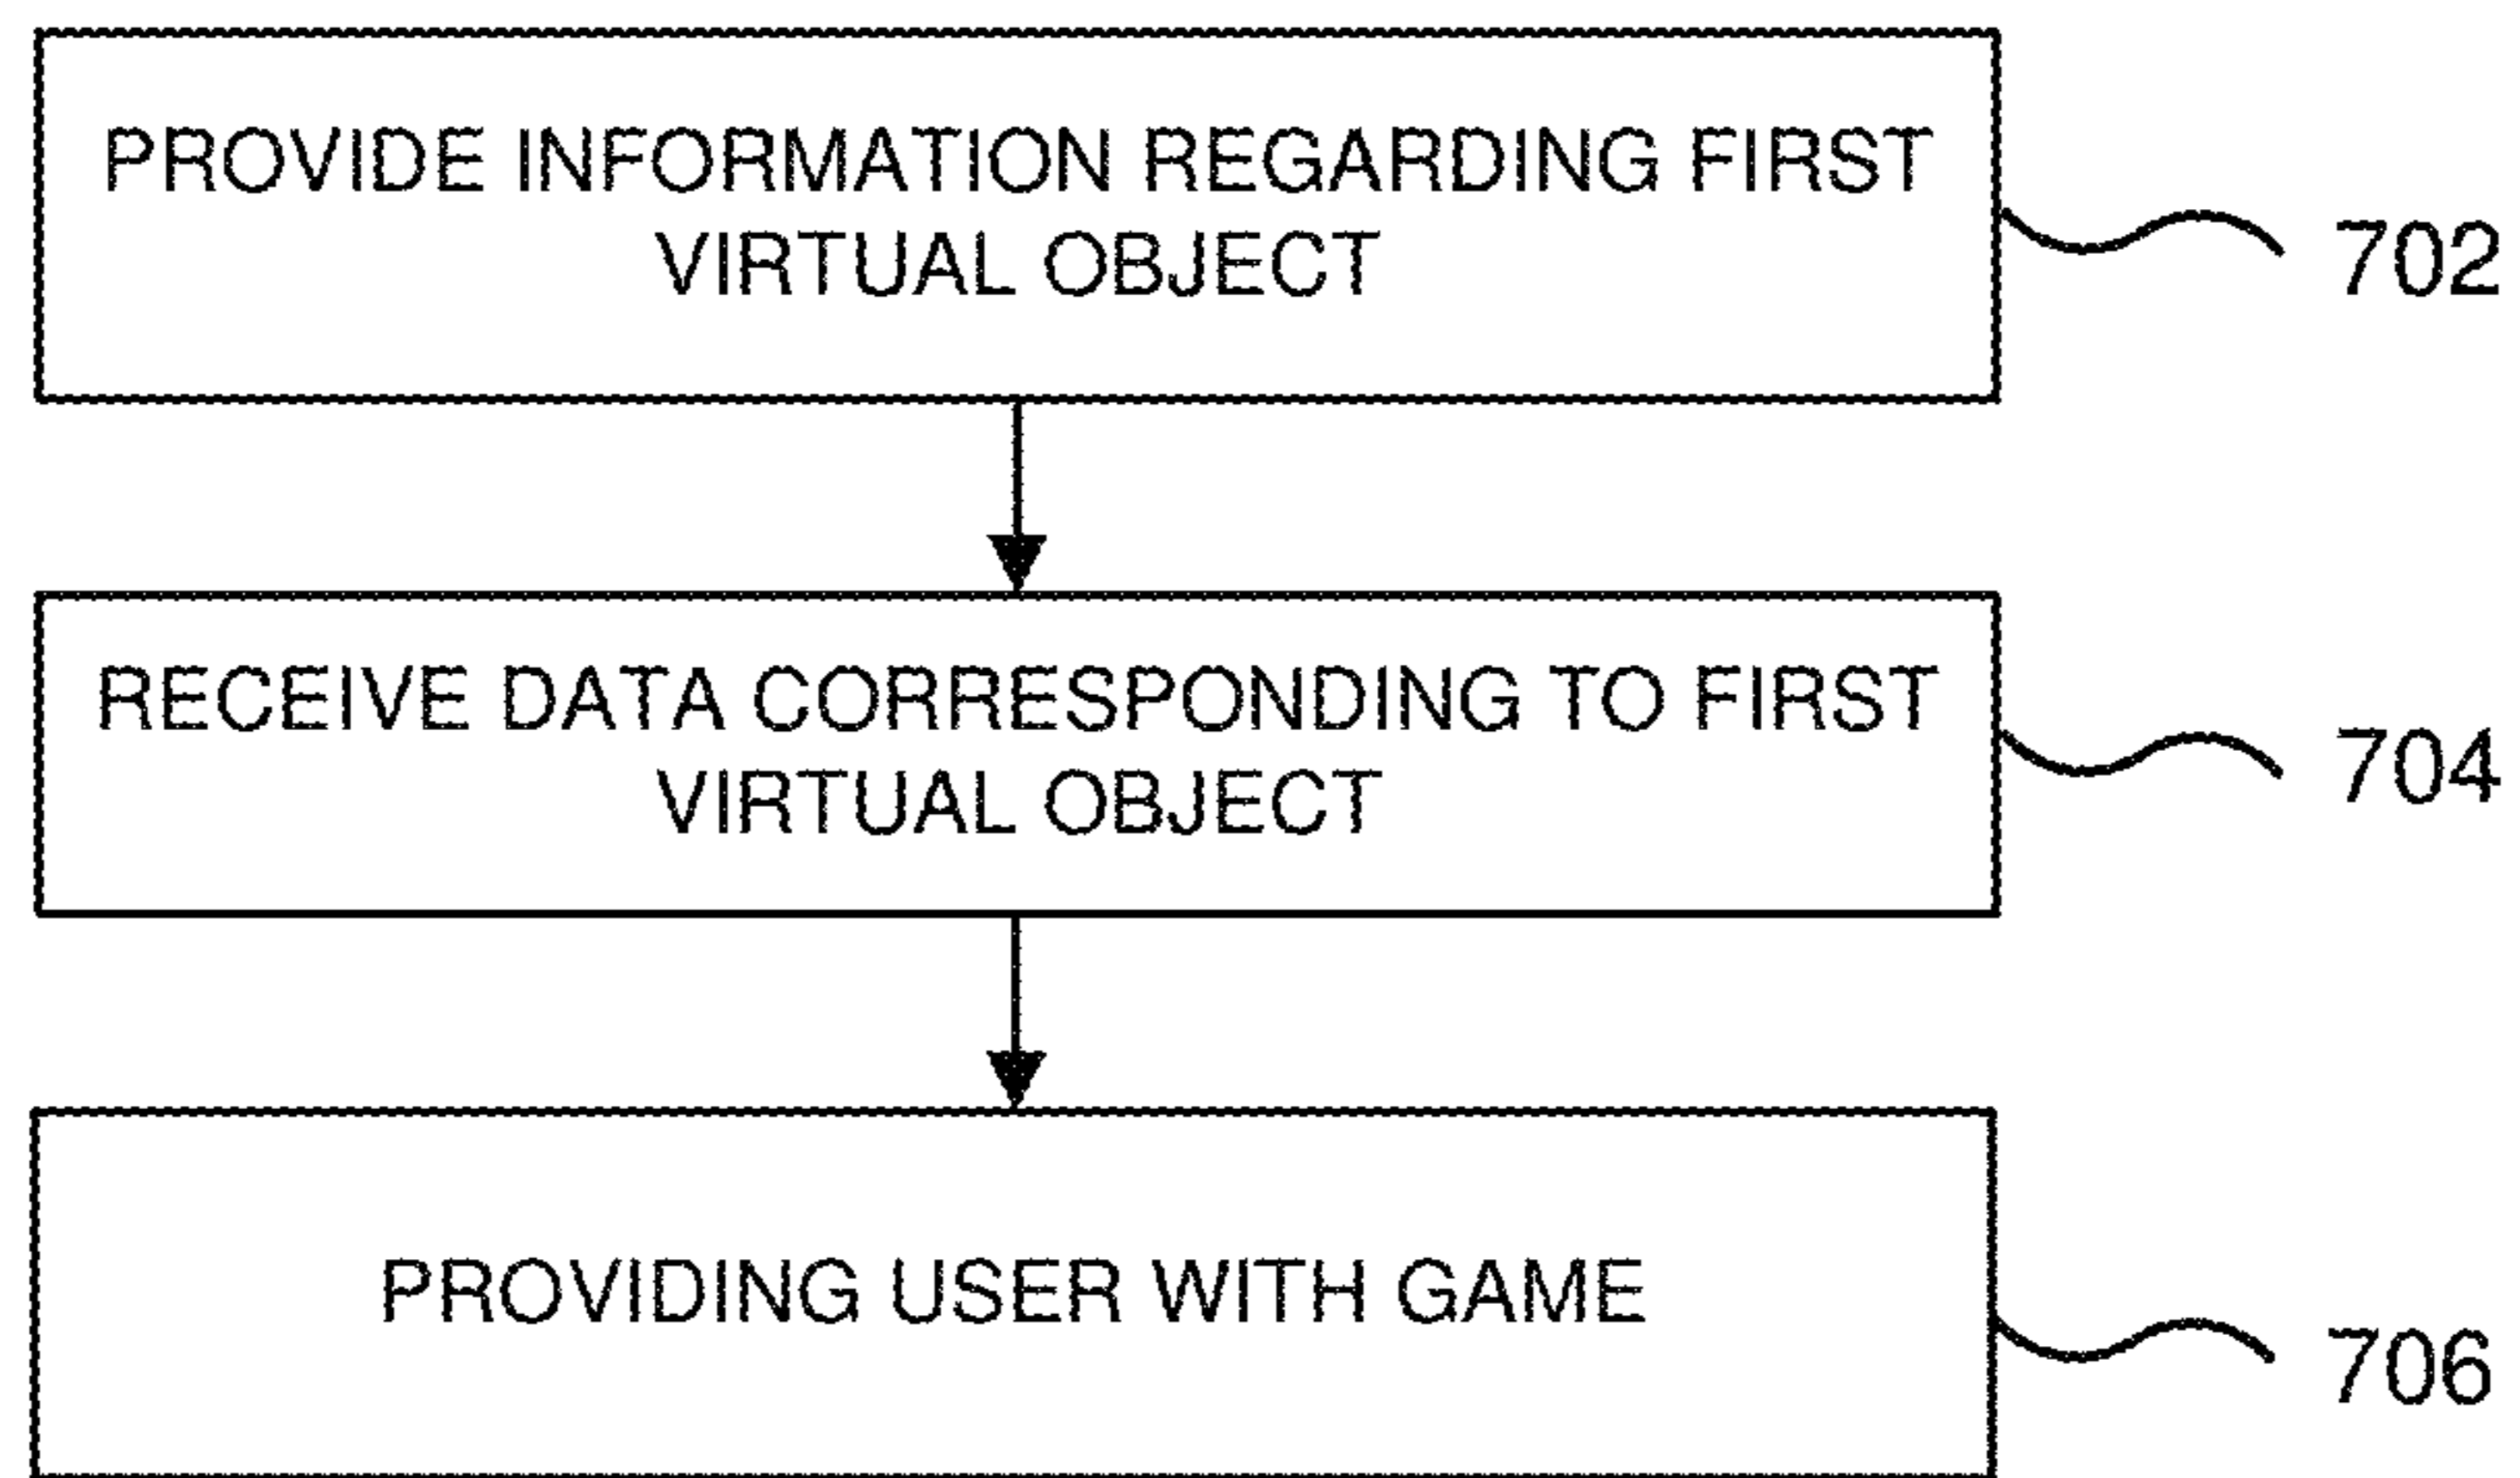 PROVIDE INFORMATION REGARDING FIRST
VIRTUAL OBJECT
702
RECEIVE DATA CORRESPONDING TO FIRST
VIRTUAL OBJECT
704
PROVIDING USER WITH GAME
706